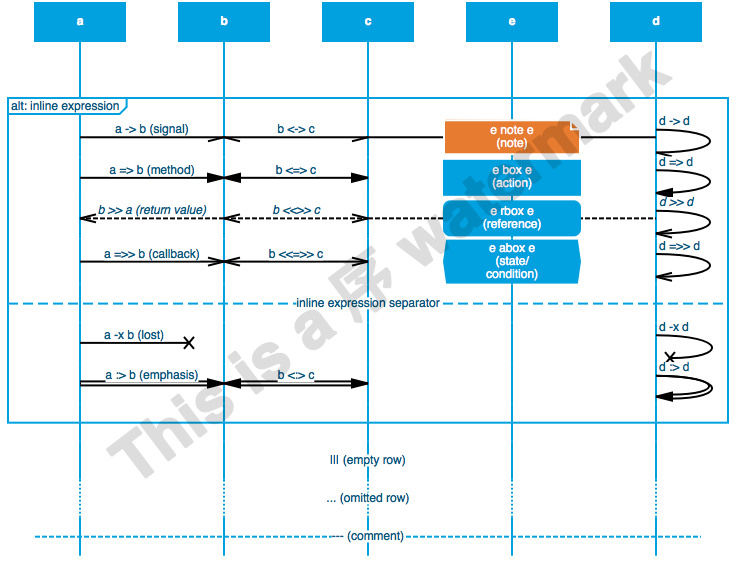 a b c e d
alt: inline expression
a -> b (signal) b <-> c e note e d -> d
(note)
a => b (method) b <=> c e box e d => d
(action)
b >> a (return value) b <<>> c e rbox e d >> d
(reference)
a =>> b (callback) b <<=>> c e abox e d =>> d
(state/
condition)
inline expression separator
a -x b (lost) d -x d
a :> b (emphasis) b <:> c d :> d
||| (empty row)
... (omitted row)
--- (comment)
This is a 序 watermark